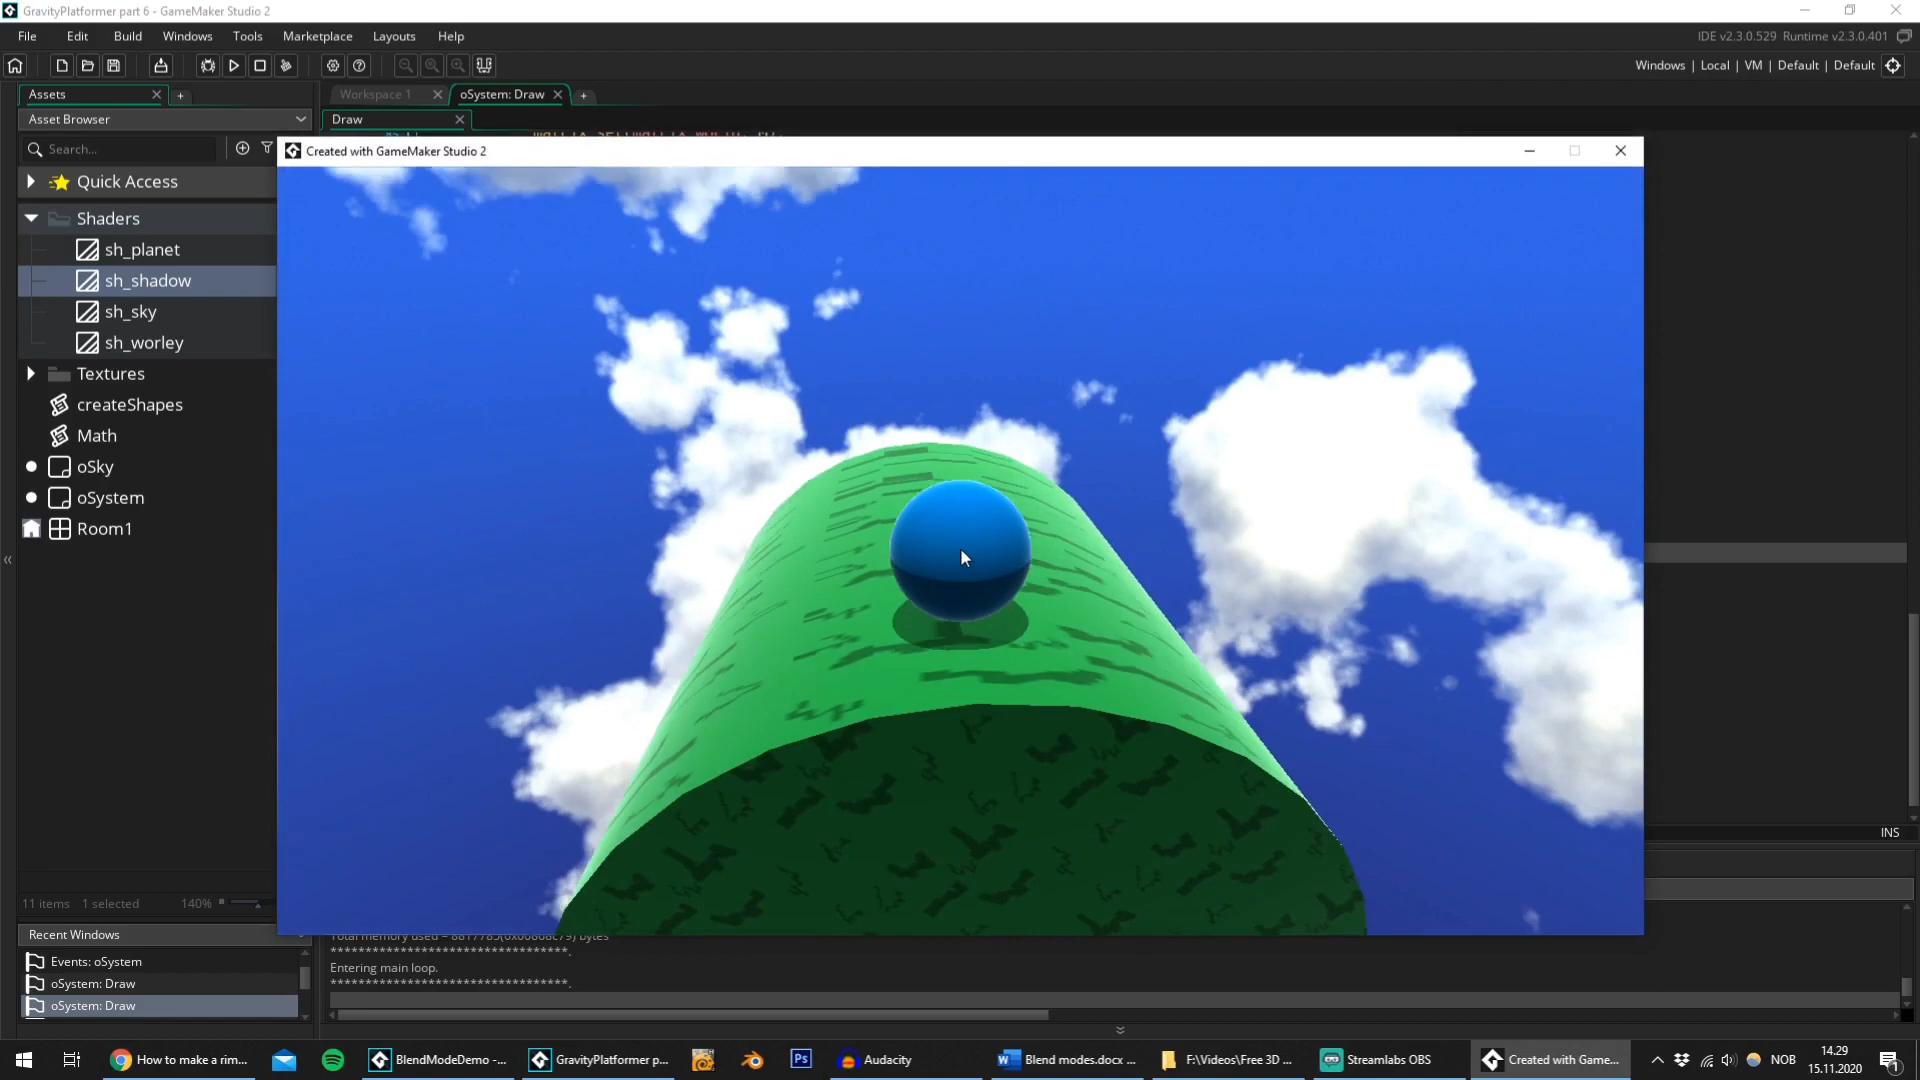 GravityPlatformer part 6 - GameMaker Studio 2
File Edit Build Windows Tools Marketplace Layouts Help
IDE v2.3.0.529 Runtime v2.3.0.401
Windows | Local | VM | Default | Default
Assets
Workspace 1
oSystem: Draw
Asset Browser
Draw
Search...
Created with GameMaker Studio 2
Quick Access
Shaders
sh_planet
sh_shadow
sh_sky
sh_worley
Textures
createShapes
Math
oSky
oSystem
Room1
INS
11 items 1 selected 140%
Recent Windows
Events: oSystem
oSystem: Draw
oSystem: Draw
**********************************.
Entering main loop.
**********************************.
How to make a rim...
BlendModeDemo -...
GravityPlatformer p...
Ps
Audacity
Blend modes.docx ...
F:\Videos\Free 3D ...
Streamlabs OBS
Created with Game...
NOB
14.29
15.11.2020
1